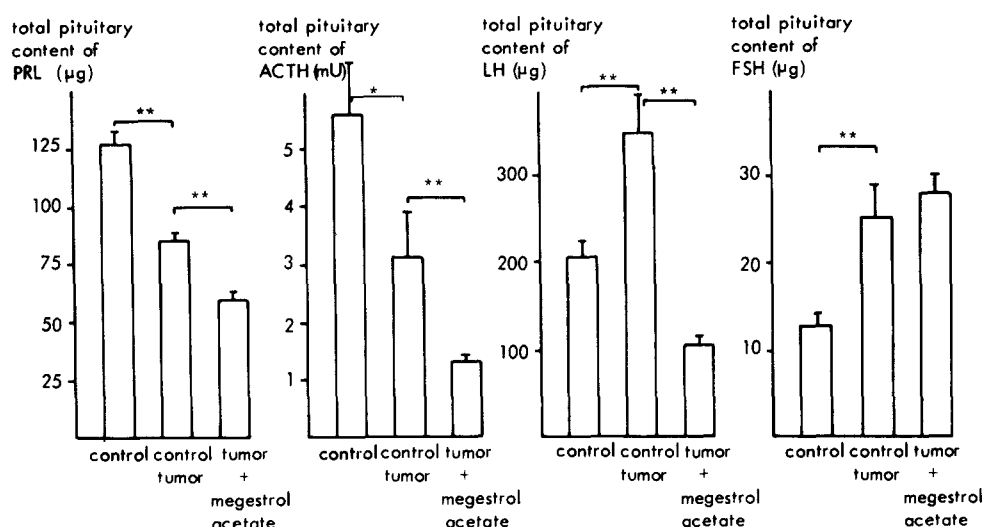 total pituitary
content of
PRL (µg)
125
100
75
50
25
**
**
control control tumor
tumor +
megestrol
acetate
total pituitary
content of
ACTH (mU)
5
4
3
2
1
*
**
control control tumor
tumor +
megestrol
acetate
total pituitary
content of
LH (µg)
300
200
100
**
**
control control tumor
tumor +
megestrol
acetate
total pituitary
content of
FSH (µg)
30
20
10
**
control control tumor
tumor +
megestrol
acetate